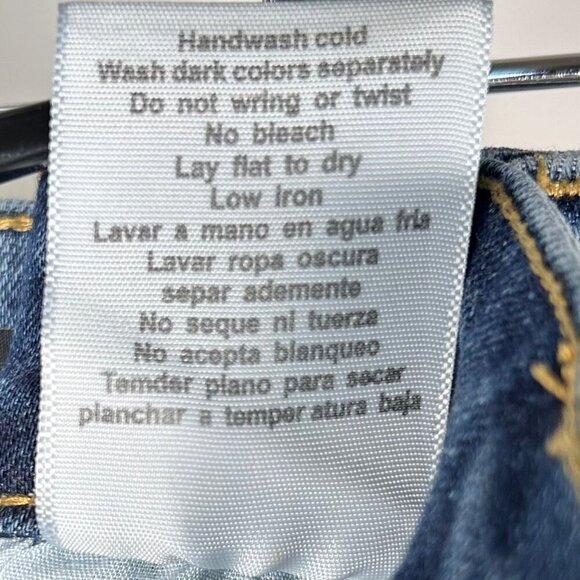 Handwash cold
Wash dark colors separately
Do not wring or twist
No bleach
Lay flat to dry
Low iron
Lavar a mano en agua fria
Lavar ropa oscura
separ ademente
No seque ni tuerza
No acepta blanqueo
Temder plano para secar
planchar a temper atura baja